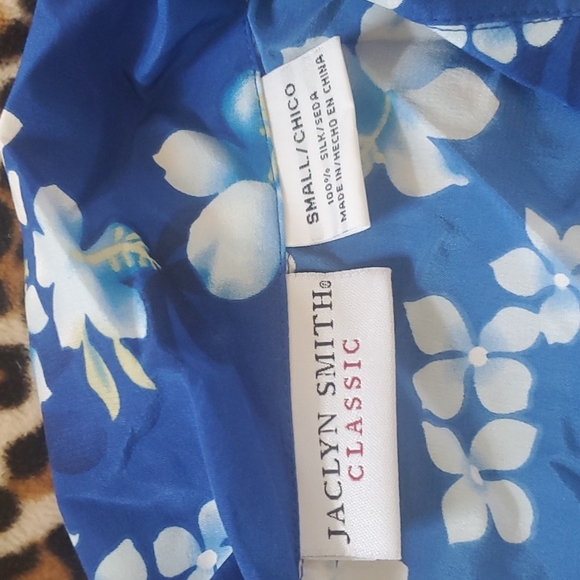 SMALL/CHICO
100% SILK/SEDA
MADE IN/HECHO EN CHINA
JACLYN SMITH®
CLASSIC